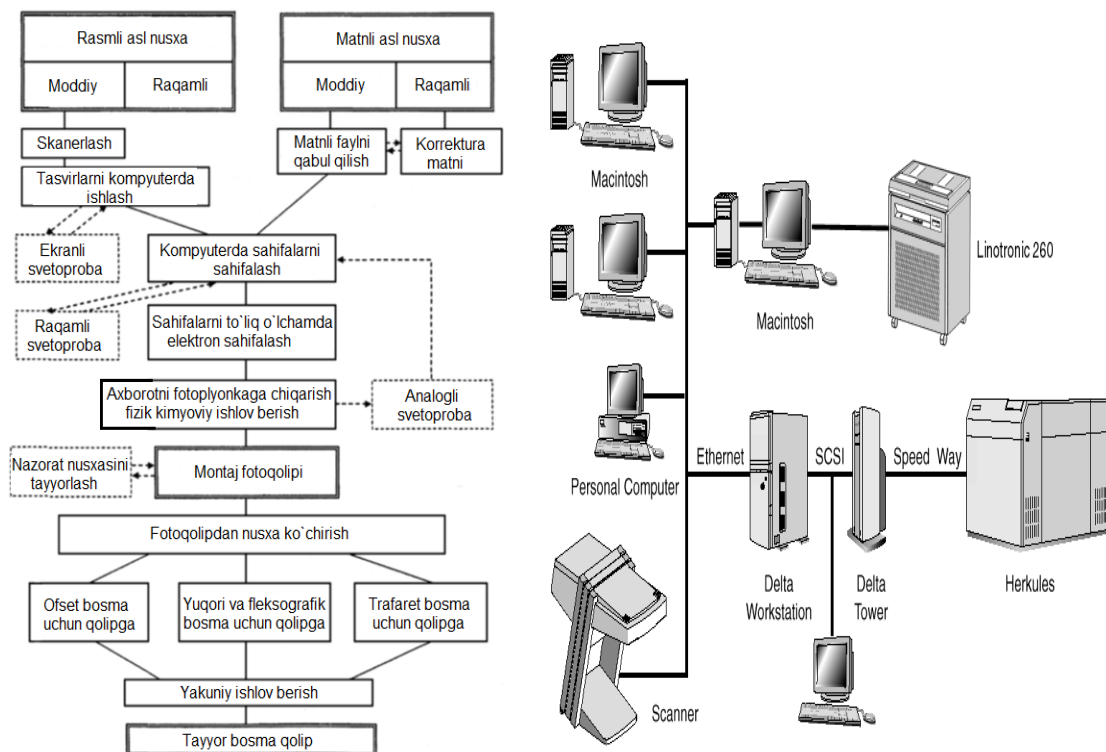 Rasmli asl nusxa
Moddiy
Raqamli
Matnli asl nusxa
Moddiy
Raqamli
Skanerlash
Matnli faylni
qabul qilish
Korrektura
matni
Tasvirlarni kompyuterda
ishlash
Ekranli
svetoproba
Kompyuterda sahifalarni
sahifalash
Raqamli
svetoproba
Sahifalarni to`liq o`lchamda
elektron sahifalash
Axborotni fotoplyonkaga chiqarish
fizik kimyoviy ishlov berish
Analogli
svetoproba
Nazorat nusxasini
tayyorlash
Montaj fotoqolipi
Fotoqolipdan nusxa ko`chirish
Ofset bosma
uchun qolipga
Yuqori va fleksografik
bosma uchun qolipga
Trafaret bosma
uchun qolipga
Yakuniy ishlov berish
Tayyor bosma qolip
Macintosh
Macintosh
Linotronic 260
Personal Computer
Ethernet
SCSI
Speed Way
Delta
Workstation
Delta
Tower
Herkules
Scanner